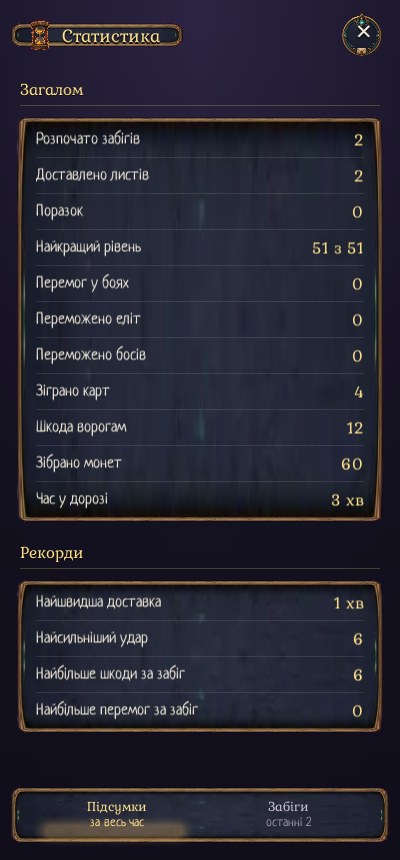 Статистика
Загалом
Розпочато забігів 2
Доставлено листів 2
Поразок 0
Найкращий рівень 51 з 51
Перемог у боях 0
Переможено еліт 0
Переможено босів 0
Зіграно карт 4
Шкода ворогам 12
Зібрано монет 60
Час у дорозі 3 хв
Рекорди
Найшвидша доставка 1 хв
Найсильніший удар 6
Найбільше шкоди за забіг 6
Найбільше перемог за забіг 0
Підсумки Забіги
за весь час останні 2